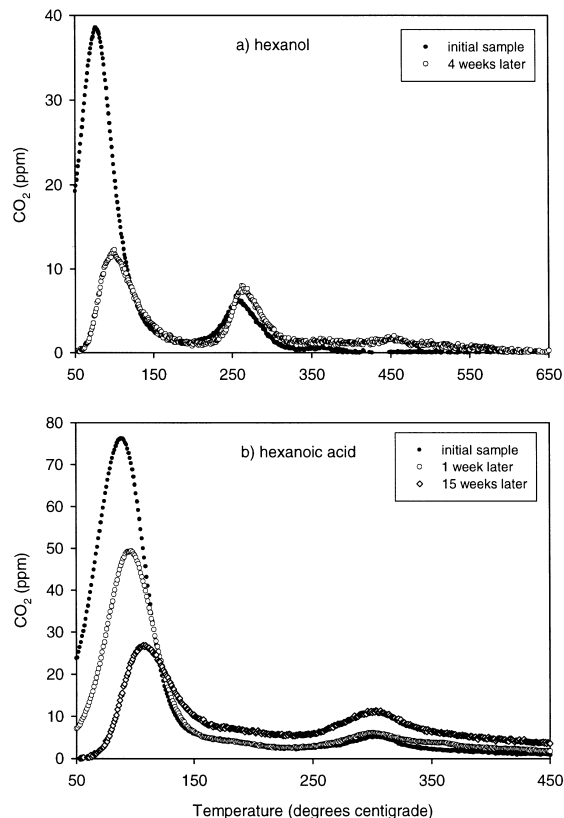 a) hexanol
initial sample
4 weeks later
CO2 (ppm)
40
30
20
10
0
50 150 250 350 450 550 650
b) hexanoic acid
initial sample
1 week later
15 weeks later
CO2 (ppm)
80
70
60
50
40
30
20
10
0
50 150 250 350 450
Temperature (degrees centigrade)